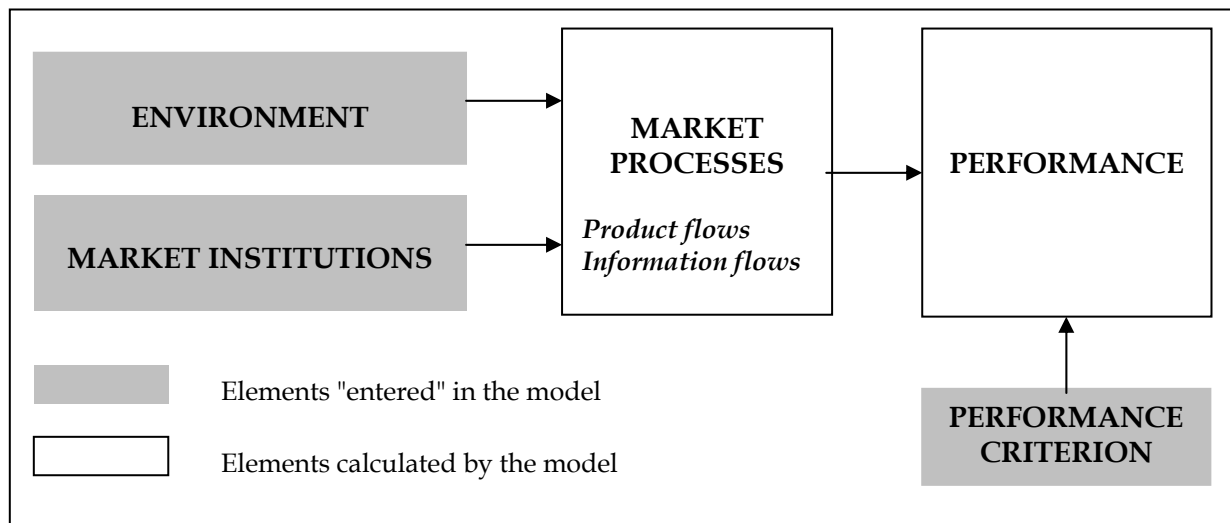 ENVIRONMENT
MARKET INSTITUTIONS
MARKET
PROCESSES
Product flows
Information flows
PERFORMANCE
PERFORMANCE
CRITERION
Elements "entered" in the model
Elements calculated by the model